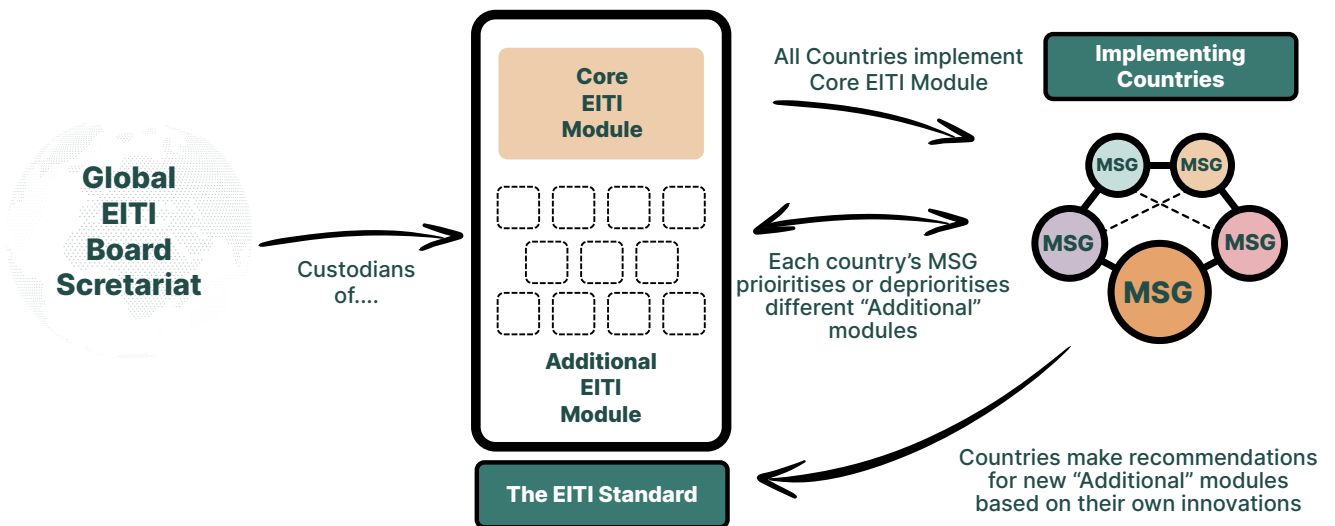 Global
EITI
Board
Scretariat
Custodians
of....
Core
EITI
Module
Additional
EITI
Module
The EITI Standard
All Countries implement
Core EITI Module
Each country’s MSG
prioiritises or deprioritises
different “Additional”
modules
Implementing
Countries
MSG
MSG
MSG
MSG
MSG
Countries make recommendations
for new “Additional” modules
based on their own innovations